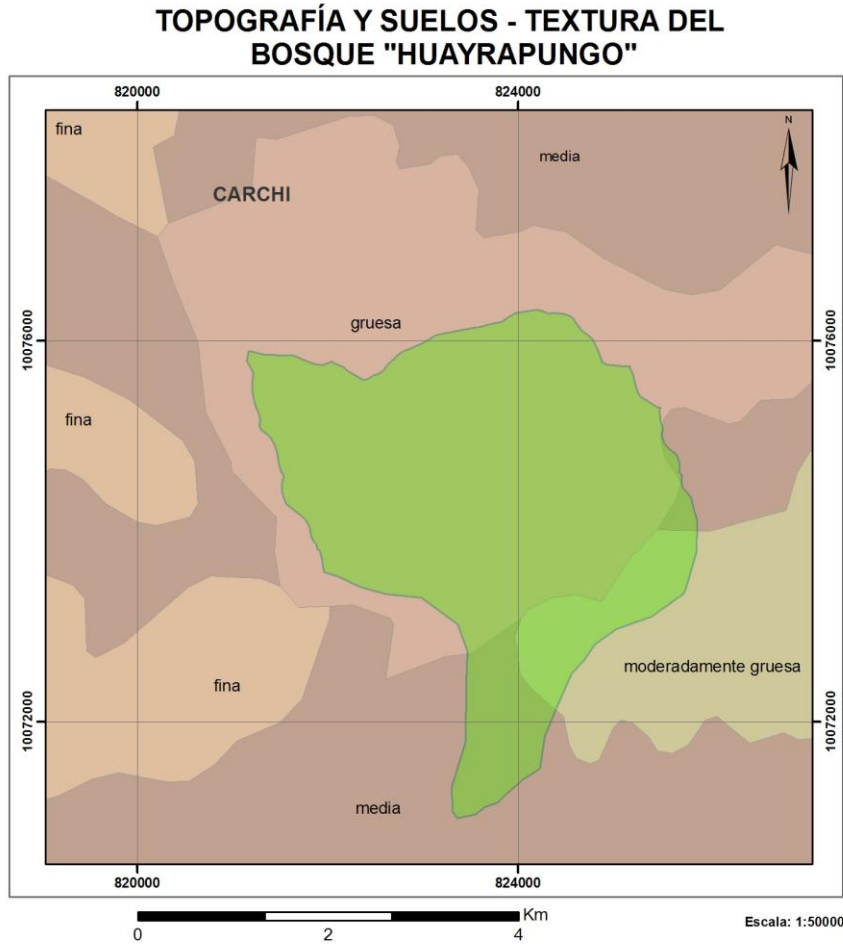 TOPOGRAFÍA Y SUELOS - TEXTURA DEL
BOSQUE "HUAYRAPUNGO"
820000
824000
fina
media
N
CARCHI
gruesa
10076000
10076000
fina
fina
moderadamente gruesa
10072000
10072000
media
820000
824000
Km
0
2
4
Escala: 1:50000